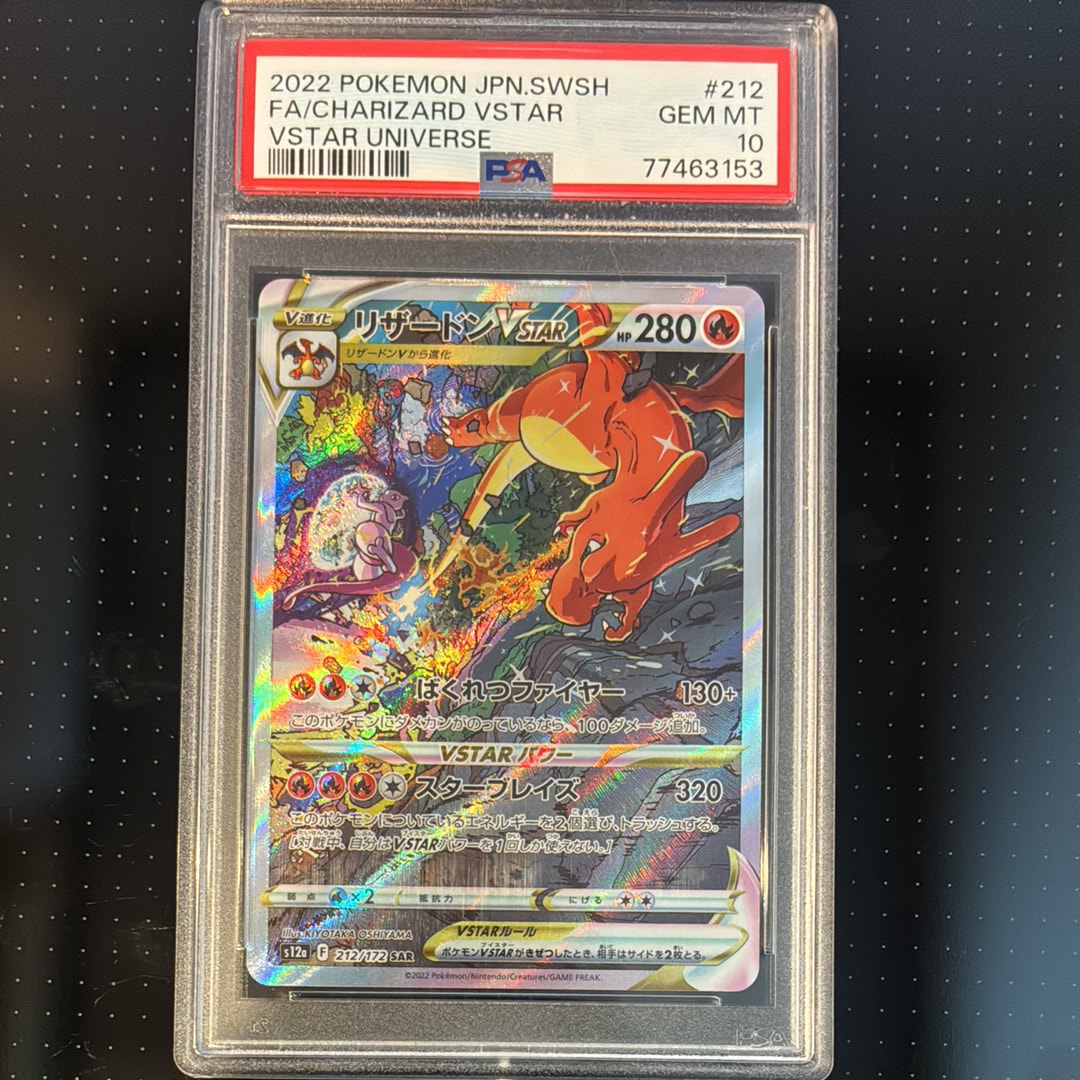 2022 POKEMON JPN.SWSH #212
FA/CHARIZARD VSTAR GEM MT
VSTAR UNIVERSE 10
PSA 77463153
V進化 リザードンVSTAR HP 280
リザードンVから進化
ばくれつファイヤー 130+
このポケモンにダメカンがのっているなら、100ダメージ追加。
VSTARパワー
スターブレイズ 320
このポケモンについているエネルギーを2個選び、トラッシュする。
[対戦中、自分はVSTARパワーを1回しか使えない。]
弱点 ×2 抵抗力 にげる
Illus. KIYOTAKA OSHIYAMA
VSTARルール
ポケモンVSTARがきぜつしたとき、相手はサイドを2枚とる。
s12a F 212/172 SAR
©2022 Pokémon/Nintendo/Creatures/GAME FREAK.